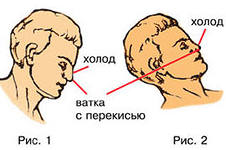 холод
холод
ватка
с перекисью
Рис. 1
Рис. 2